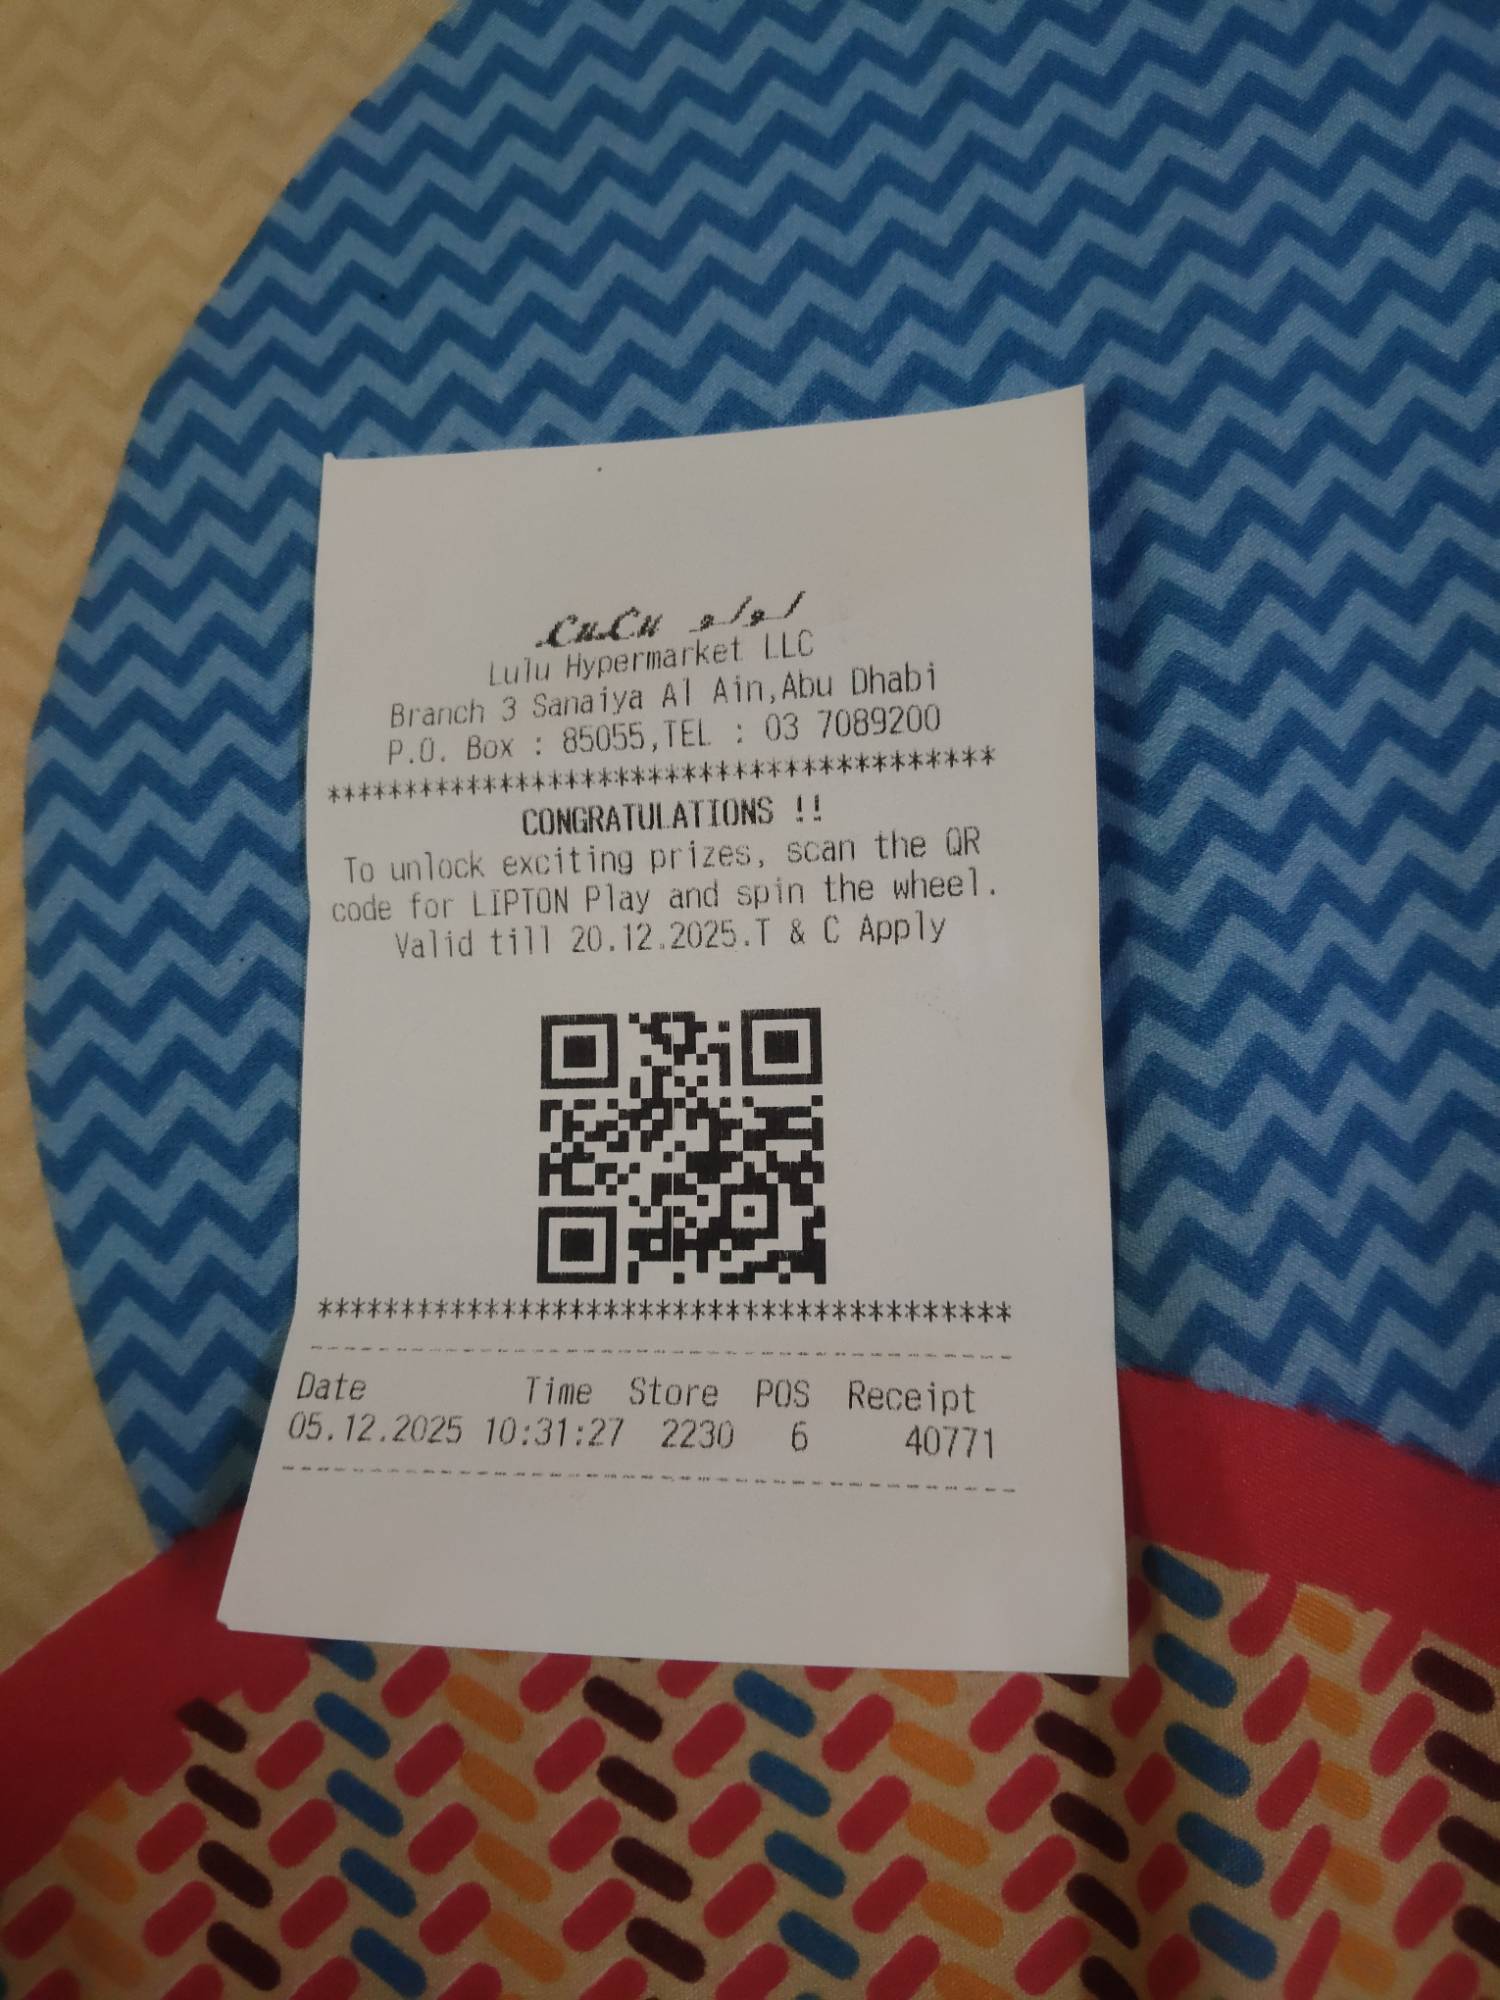 LuLu لولو
Lulu Hypermarket LLC
Branch 3 Sanaiya Al Ain,Abu Dhabi
P.O. Box : 85055,TEL : 03 7089200
****************************************
CONGRATULATIONS !!
To unlock exciting prizes, scan the QR
code for LIPTON Play and spin the wheel.
Valid till 20.12.2025.T & C Apply
****************************************
Date Time Store POS Receipt
05.12.2025 10:31:27 2230 6 40771